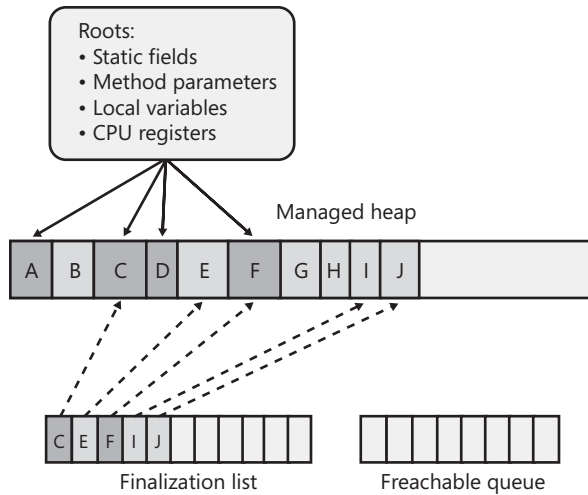 Roots:
• Static fields
• Method parameters
• Local variables
• CPU registers
Managed heap
A B C D E F G H I J
C E F I J
Finalization list
Freachable queue